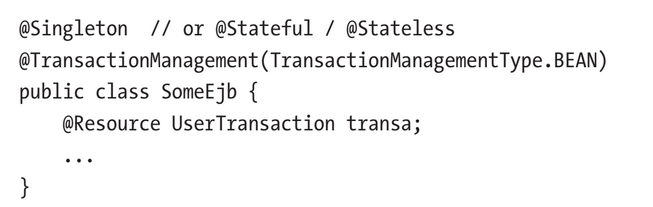 @Singleton  // or @Stateful / @Stateless
@TransactionManagement(TransactionManagementType.BEAN)
public class SomeEjb {
    @Resource UserTransaction transa;
    ...
}